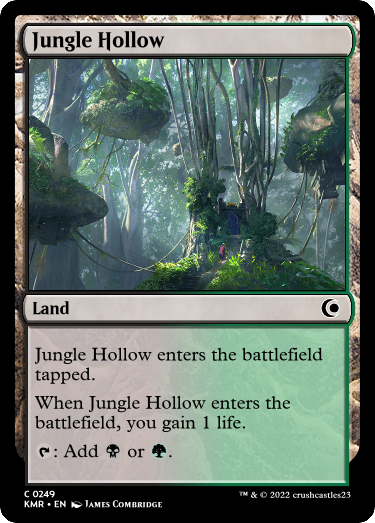 Jungle Hollow
Land
Jungle Hollow enters the battlefield
tapped.
When Jungle Hollow enters the
battlefield, you gain 1 life.
: Add or .
C 0249
KMR • EN James Combridge
™ & © 2022 crushcastles23